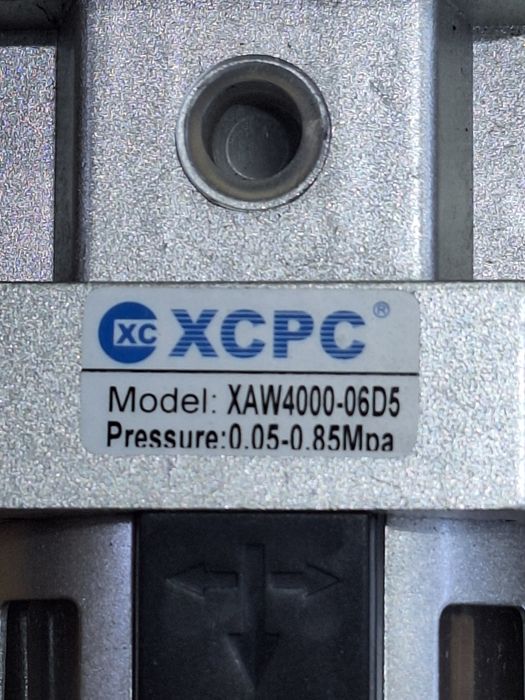 XC XCPC®
Model: XAW4000-06D5
Pressure:0.05-0.85Mpa